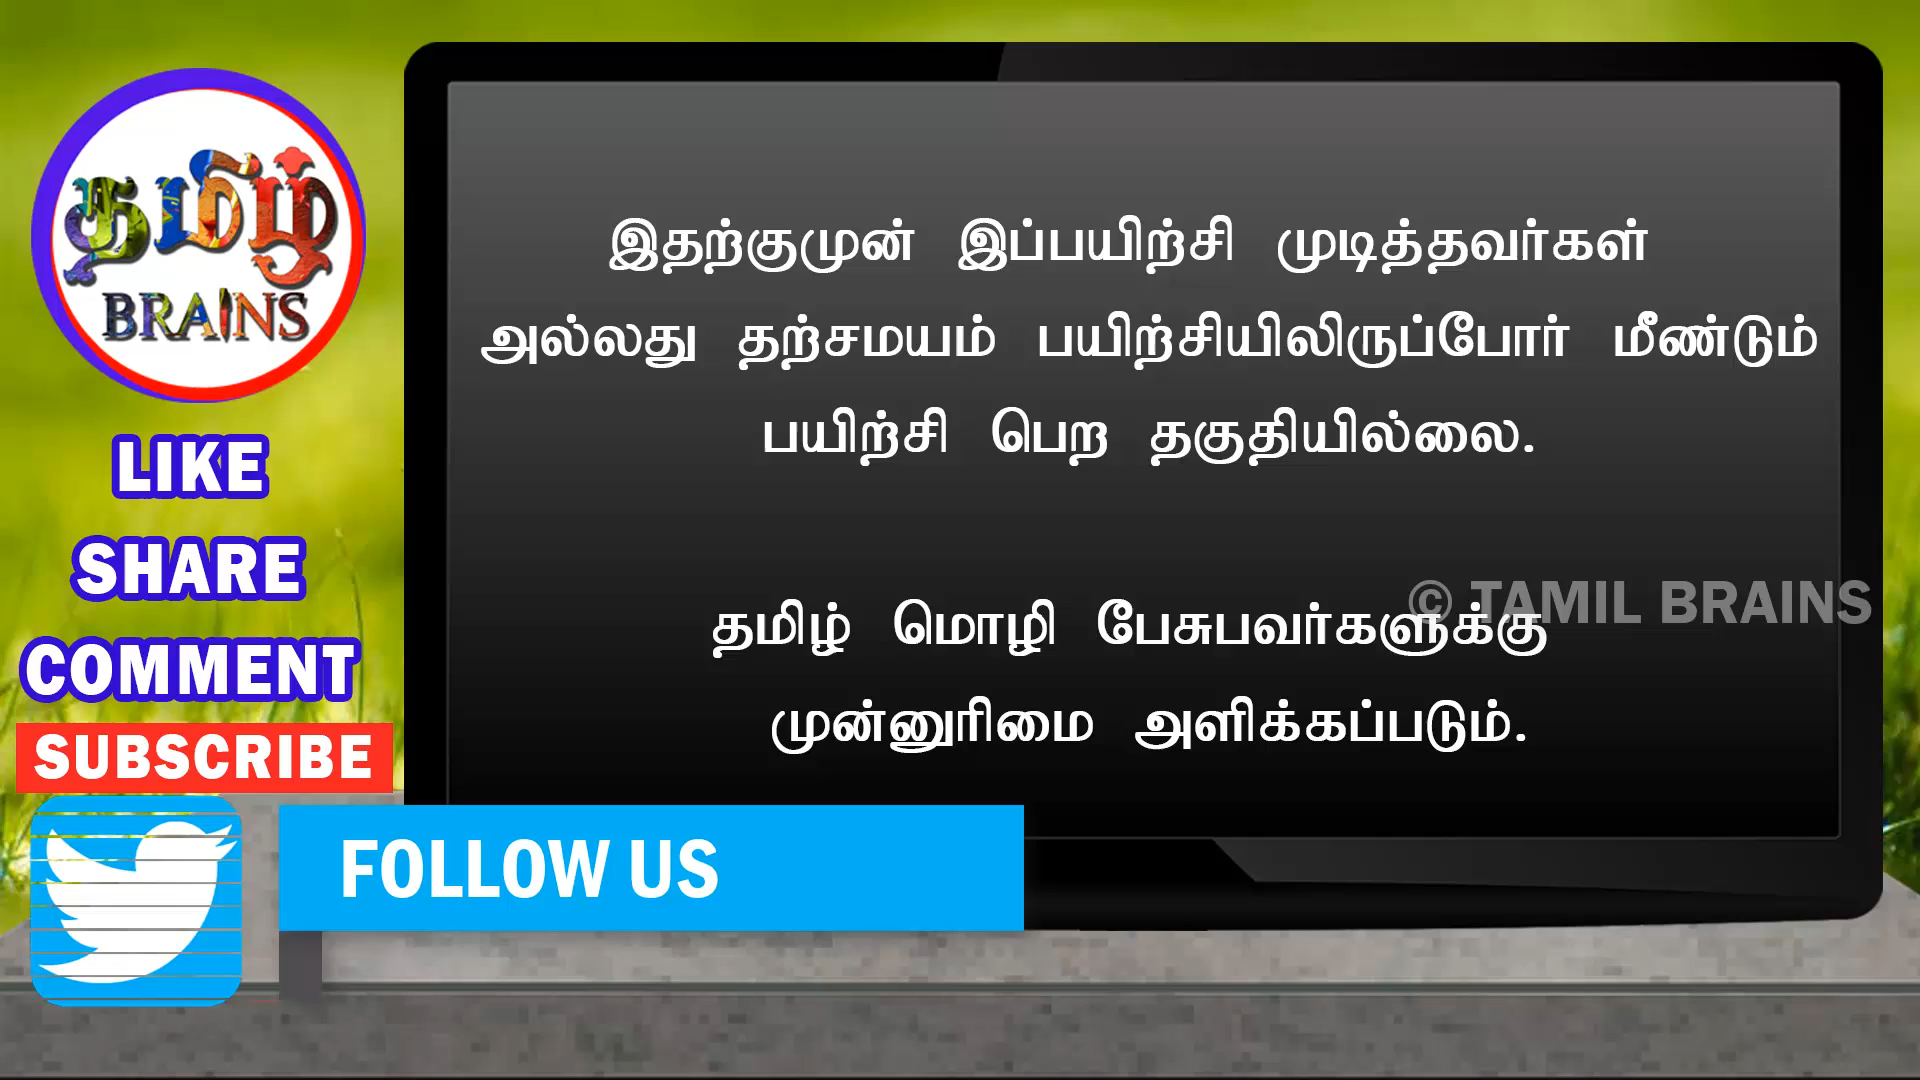 தமிழ்
BRAINS
LIKE
SHARE
COMMENT
SUBSCRIBE
FOLLOW US
இதற்குமுன் இப்பயிற்சி முடித்தவர்கள்
அல்லது தற்சமயம் பயிற்சியிலிருப்போர் மீண்டும்
பயிற்சி பெற தகுதியில்லை.
தமிழ் மொழி பேசுபவர்களுக்கு
முன்னுரிமை அளிக்கப்படும்.
© TAMIL BRAINS